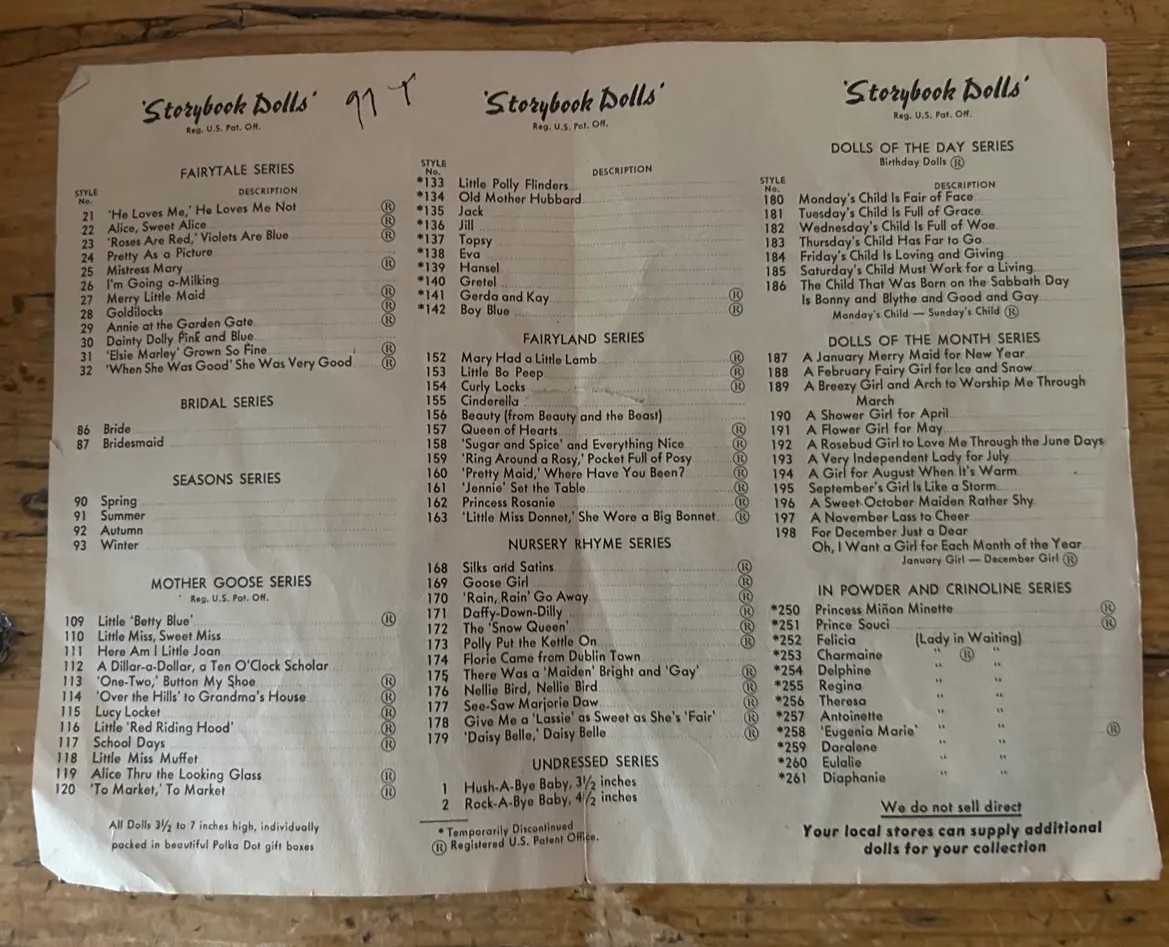 'Storybook Dolls'
Reg. U.S. Pat. Off.
FAIRYTALE SERIES
STYLE No. DESCRIPTION
21 'He Loves Me,' He Loves Me Not ®
22 Alice, Sweet Alice ®
23 'Roses Are Red,' Violets Are Blue ®
24 Pretty As a Picture
25 Mistress Mary ®
26 I'm Going a-Milking
27 Merry Little Maid ®
28 Goldilocks ®
29 Annie at the Garden Gate ®
30 Dainty Dolly Pink and Blue
31 'Elsie Marley' Grown So Fine ®
32 'When She Was Good' She Was Very Good ®
BRIDAL SERIES
86 Bride
87 Bridesmaid
SEASONS SERIES
90 Spring
91 Summer
92 Autumn
93 Winter
MOTHER GOOSE SERIES
Reg. U.S. Pat. Off.
109 Little 'Betty Blue' ®
110 Little Miss, Sweet Miss
111 Here Am I Little Joan
112 A Dillar-a-Dollar, a Ten O'Clock Scholar
113 'One-Two,' Button My Shoe ®
114 'Over the Hills' to Grandma's House ®
115 Lucy Locket ®
116 Little 'Red Riding Hood' ®
117 School Days ®
118 Little Miss Muffet
119 Alice Thru the Looking Glass ®
120 'To Market,' To Market ®
All Dolls 3½ to 7 inches high, individually
packed in beautiful Polka Dot gift boxes
'Storybook Dolls'
Reg. U.S. Pat. Off.
STYLE No. DESCRIPTION
*133 Little Polly Flinders
*134 Old Mother Hubbard
*135 Jack
*136 Jill
*137 Topsy
*138 Eva
*139 Hansel
*140 Gretel
*141 Gerda and Kay ®
*142 Boy Blue ®
FAIRYLAND SERIES
152 Mary Had a Little Lamb ®
153 Little Bo Peep ®
154 Curly Locks ®
155 Cinderella
156 Beauty (from Beauty and the Beast)
157 Queen of Hearts ®
158 'Sugar and Spice' and Everything Nice ®
159 'Ring Around a Rosy,' Pocket Full of Posy ®
160 'Pretty Maid,' Where Have You Been? ®
161 'Jennie' Set the Table ®
162 Princess Rosanie ®
163 'Little Miss Donnet,' She Wore a Big Bonnet ®
NURSERY RHYME SERIES
168 Silks and Satins ®
169 Goose Girl ®
170 'Rain, Rain' Go Away ®
171 Daffy-Down-Dilly ®
172 The 'Snow Queen' ®
173 Polly Put the Kettle On ®
174 Florie Came from Dublin Town
175 There Was a 'Maiden' Bright and 'Gay' ®
176 Nellie Bird, Nellie Bird ®
177 See-Saw Marjorie Daw ®
178 Give Me a 'Lassie' as Sweet as She's 'Fair' ®
179 'Daisy Belle,' Daisy Belle ®
UNDRESSED SERIES
1 Hush-A-Bye Baby, 3½ inches
2 Rock-A-Bye Baby, 4½ inches
* Temporarily Discontinued
® Registered U.S. Patent Office.
'Storybook Dolls'
Reg. U.S. Pat. Off.
DOLLS OF THE DAY SERIES
Birthday Dolls ®
STYLE No. DESCRIPTION
180 Monday's Child Is Fair of Face
181 Tuesday's Child Is Full of Grace
182 Wednesday's Child Is Full of Woe
183 Thursday's Child Has Far to Go
184 Friday's Child Is Loving and Giving
185 Saturday's Child Must Work for a Living
186 The Child That Was Born on the Sabbath Day
Is Bonny and Blythe and Good and Gay
Monday's Child — Sunday's Child ®
DOLLS OF THE MONTH SERIES
187 A January Merry Maid for New Year
188 A February Fairy Girl for Ice and Snow
189 A Breezy Girl and Arch to Worship Me Through
March
190 A Shower Girl for April
191 A Flower Girl for May
192 A Rosebud Girl to Love Me Through the June Days
193 A Very Independent Lady for July
194 A Girl for August When It's Warm
195 September's Girl Is Like a Storm
196 A Sweet October Maiden Rather Shy
197 A November Lass to Cheer
198 For December Just a Dear
Oh, I Want a Girl for Each Month of the Year
January Girl — December Girl ®
IN POWDER AND CRINOLINE SERIES
*250 Princess Miñon Minette ®
*251 Prince Souci ®
*252 Felicia (Lady in Waiting)
*253 Charmaine " ® "
*254 Delphine " "
*255 Regina " "
*256 Theresa " "
*257 Antoinette " "
*258 'Eugenia Marie' " " ®
*259 Daralene " "
*260 Eulalie " "
*261 Diaphanie " "
We do not sell direct
Your local stores can supply additional
dolls for your collection